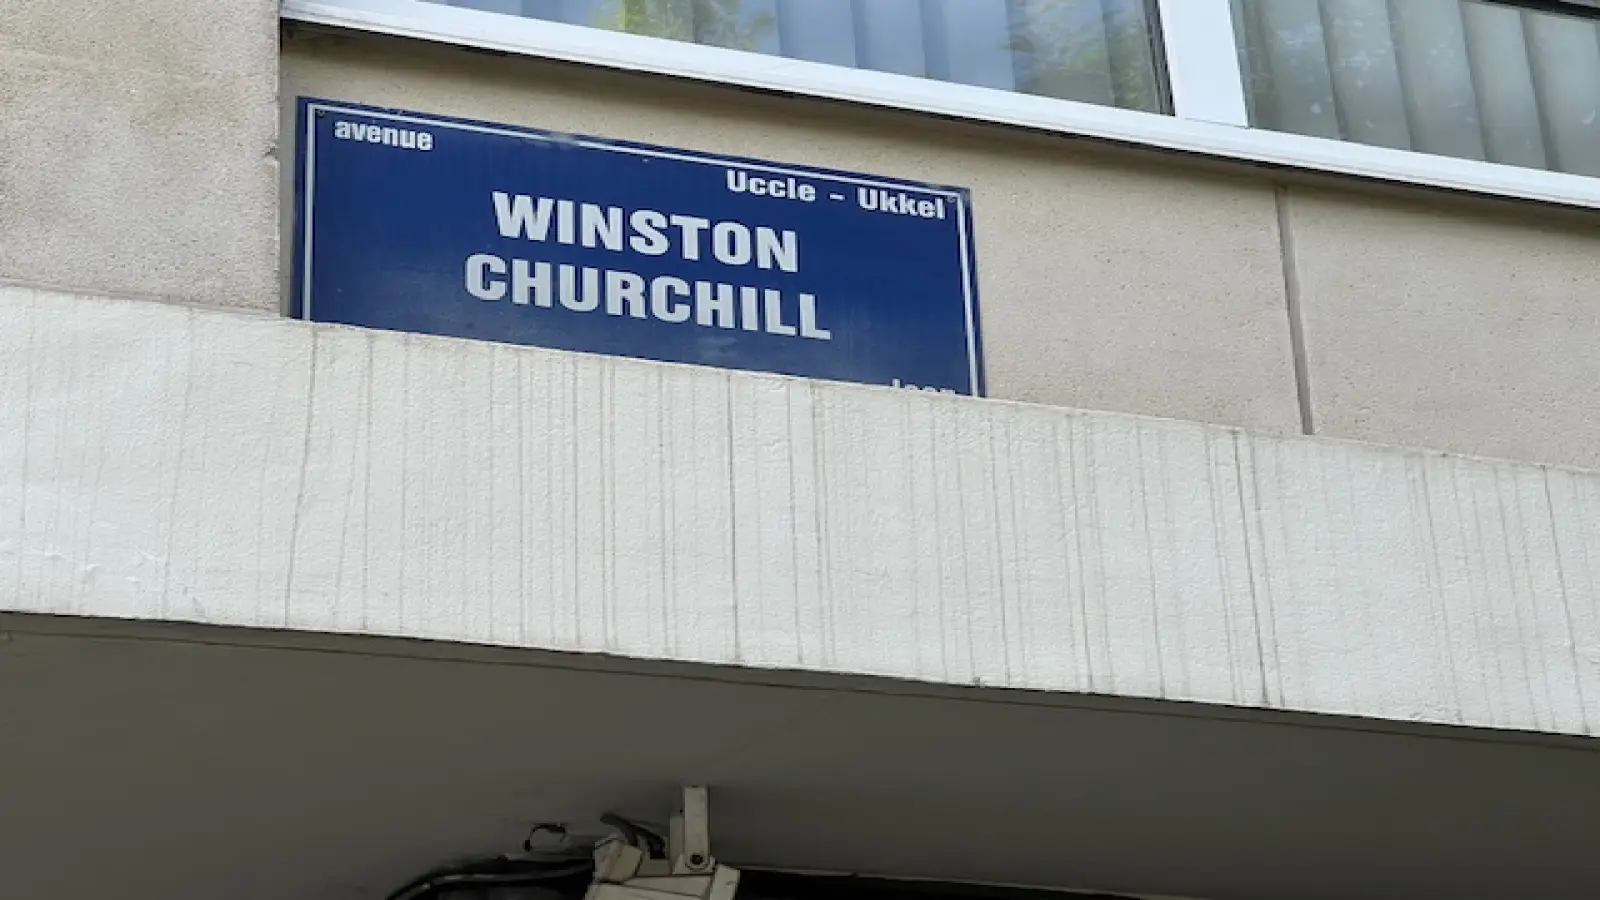 avenue
Uccle - Ukkel
WINSTON
CHURCHILL